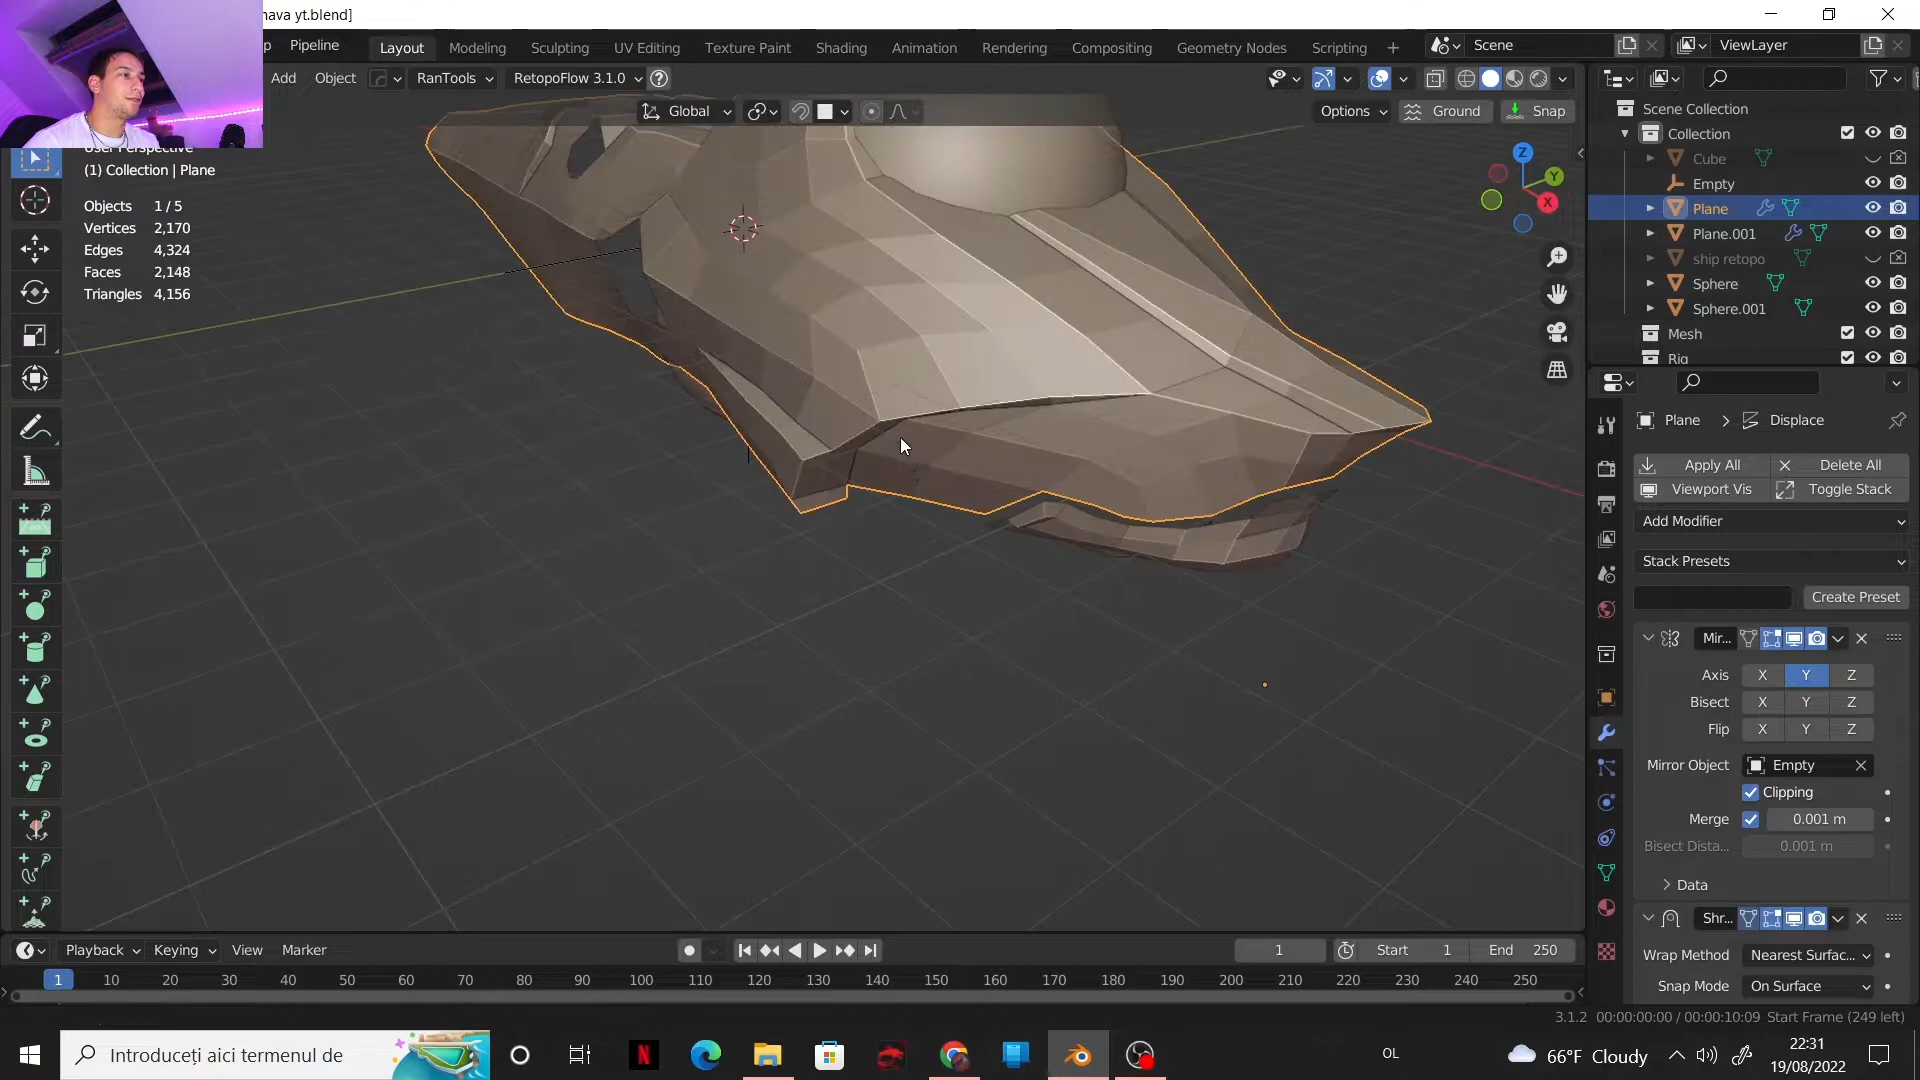 nava yt.blend]
p Pipeline Layout Modeling Sculpting UV Editing Texture Paint Shading Animation Rendering Compositing Geometry Nodes Scripting + Scene ViewLayer
Add Object RanTools RetopoFlow 3.1.0
Global Options Ground Snap
(1) Collection | Plane
Objects 1 / 5
Vertices 2,170
Edges 4,324
Faces 2,148
Triangles 4,156
Z
Y
X
Scene Collection
Collection
Cube
Empty
Plane
Plane.001
ship retopo
Sphere
Sphere.001
Mesh
Rig
Plane > Displace
Apply All Delete All
Viewport Vis Toggle Stack
Add Modifier
Stack Presets
Create Preset
Mir...
Axis X Y Z
Bisect X Y Z
Flip X Y Z
Mirror Object Empty
Clipping
Merge 0.001 m
Bisect Dista... 0.001 m
Data
Shr...
Wrap Method Nearest Surfac...
Snap Mode On Surface
Playback Keying View Marker 1 Start 1 End 250
1 10 20 30 40 50 60 70 80 90 100 110 120 130 140 150 160 170 180 190 200 210 220 230 240 250
3.1.2 00:00:00:00 / 00:00:10:09 Start Frame (249 left)
Introduceți aici termenul de
N
OL
66°F Cloudy
22:31
19/08/2022